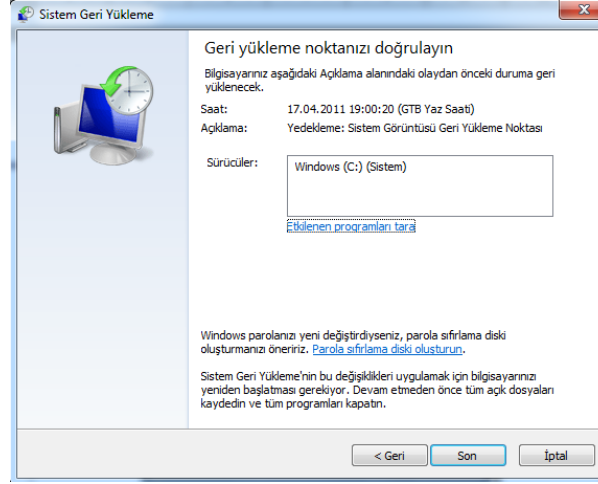 Sistem Geri Yükleme
Geri yükleme noktanızı doğrulayın
Bilgisayarınız aşağıdaki Açıklama alanındaki olaydan önceki duruma geri
yüklenecek.
Saat: 17.04.2011 19:00:20 (GTB Yaz Saati)
Açıklama: Yedekleme: Sistem Görüntüsü Geri Yükleme Noktası
Sürücüler: Windows (C:) (Sistem)
Etkilenen programları tara
Windows parolanızı yeni değiştirdiyseniz, parola sıfırlama diski
oluşturmanızı öneririz. Parola sıfırlama diski oluşturun.
Sistem Geri Yükleme'nin bu değişiklikleri uygulamak için bilgisayarınızı
yeniden başlatması gerekiyor. Devam etmeden önce tüm açık dosyaları
kaydedin ve tüm programları kapatın.
< Geri Son İptal